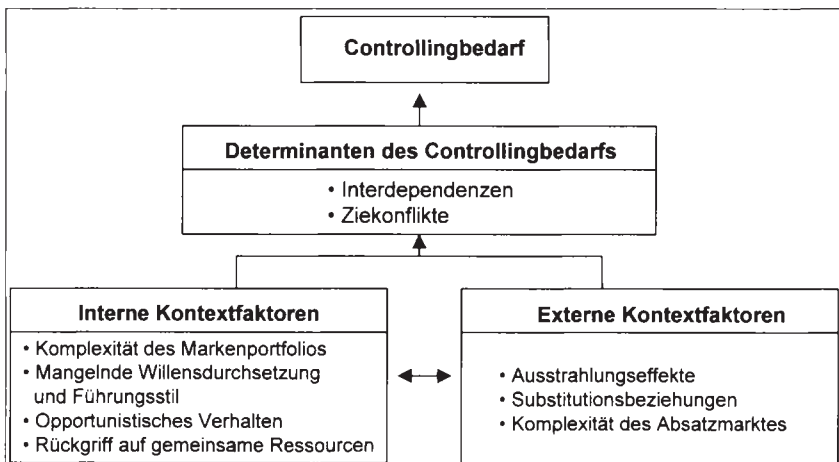 Controllingbedarf
Determinanten des Controllingbedarfs
• Interdependenzen
• Ziekonflikte
Interne Kontextfaktoren
• Komplexität des Markenportfolios
• Mangelnde Willensdurchsetzung
und Führungsstil
• Opportunistisches Verhalten
• Rückgriff auf gemeinsame Ressourcen
Externe Kontextfaktoren
• Ausstrahlungseffekte
• Substitutionsbeziehungen
• Komplexität des Absatzmarktes